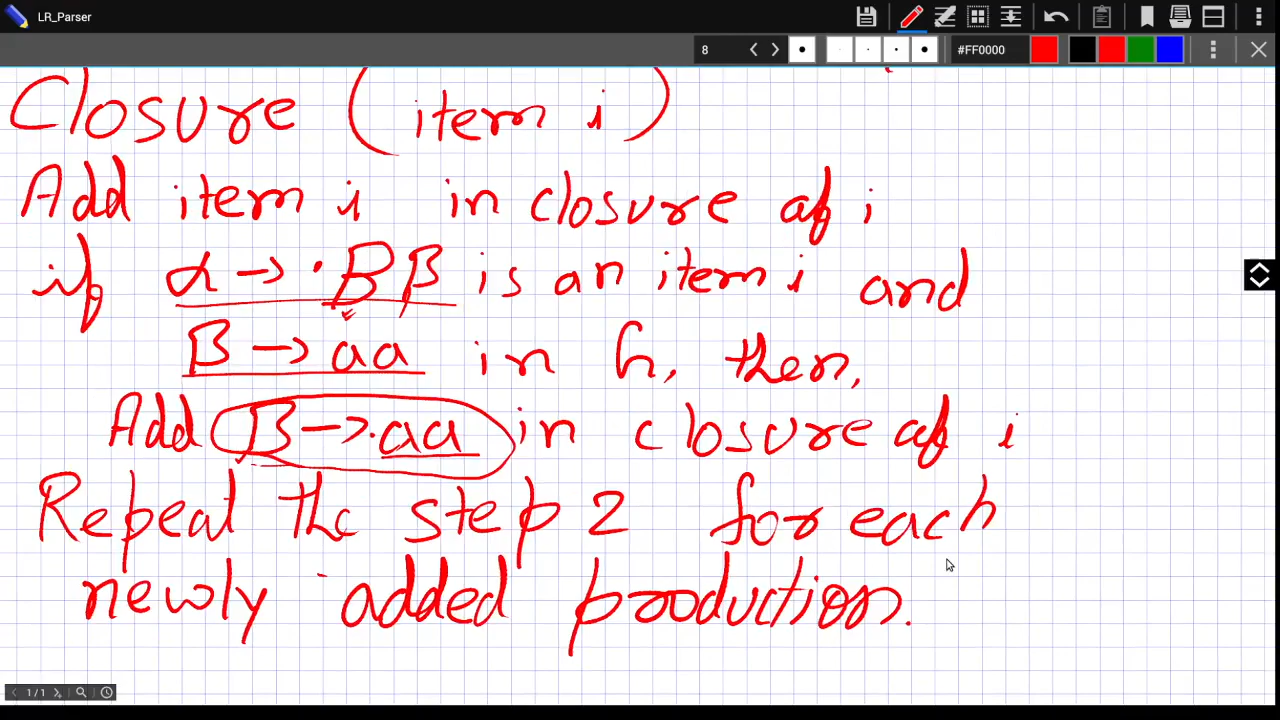 LR_Parser
8
#FF0000
Closure (item i)
Add item i in closure of i
if α → .Bβ is an item i and
B → aa in G, then,
Add B → .aa in closure of i
Repeat the step 2 for each
newly added production.
1/1